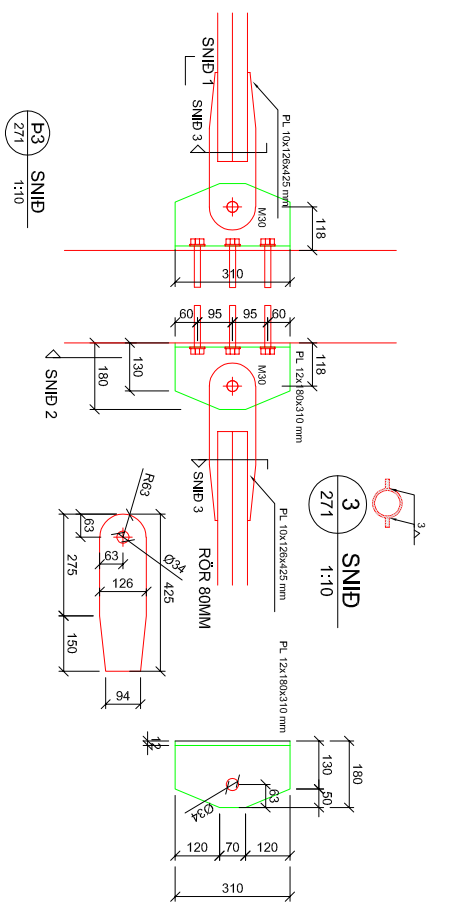 SNIÐ 1
SNIÐ 3
PL 10x126x425 mm
M30
118
310
Þ3
271
SNIÐ
1:10
60
95
95
60
118
130
180
SNIÐ 2
M30
PL 12x180x310 mm
SNIÐ 3
PL 10x126x425 mm
RÖR 80MM
3
3
271
SNIÐ
1:10
R63
63
63
Ø34
126
275
425
150
94
PL 12x180x310 mm
12
130
180
50
63
Ø34
120
70
120
310